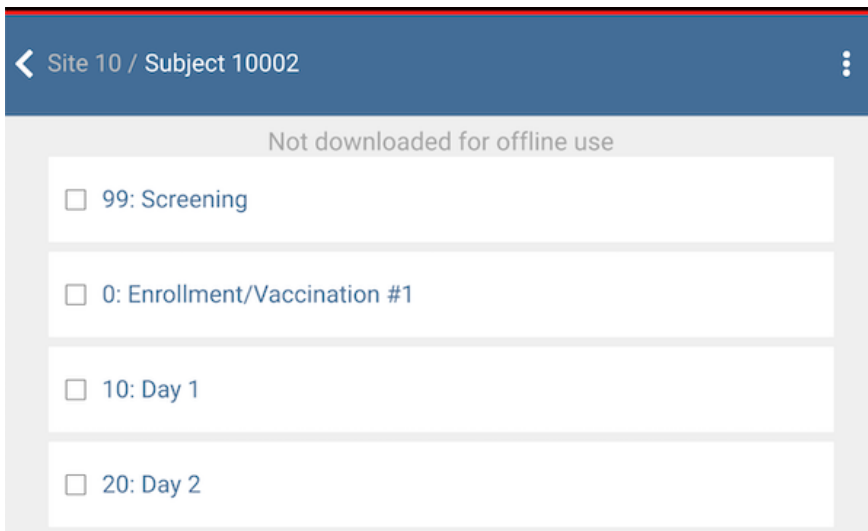 Site 10 / Subject 10002
Not downloaded for offline use
99: Screening
0: Enrollment/Vaccination #1
10: Day 1
20: Day 2